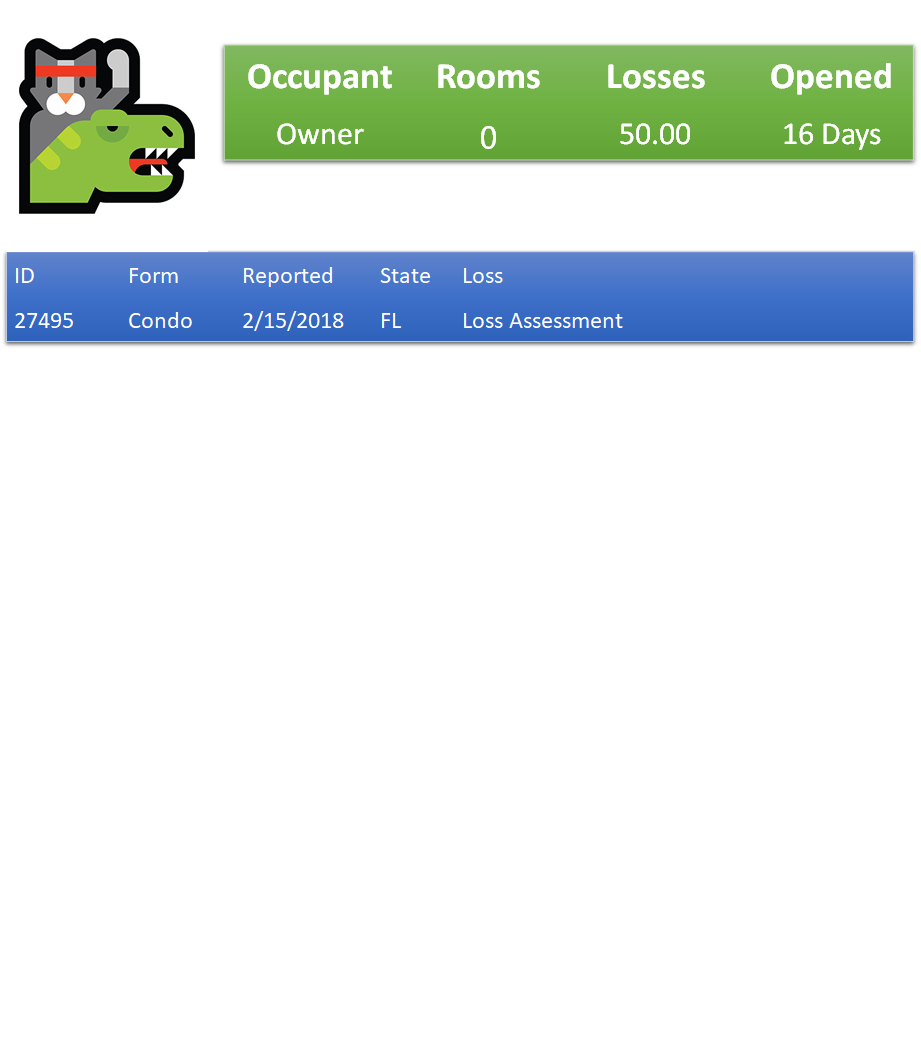 Occupant Rooms Losses Opened
Owner 0 50.00 16 Days
ID Form Reported State Loss
27495 Condo 2/15/2018 FL Loss Assessment